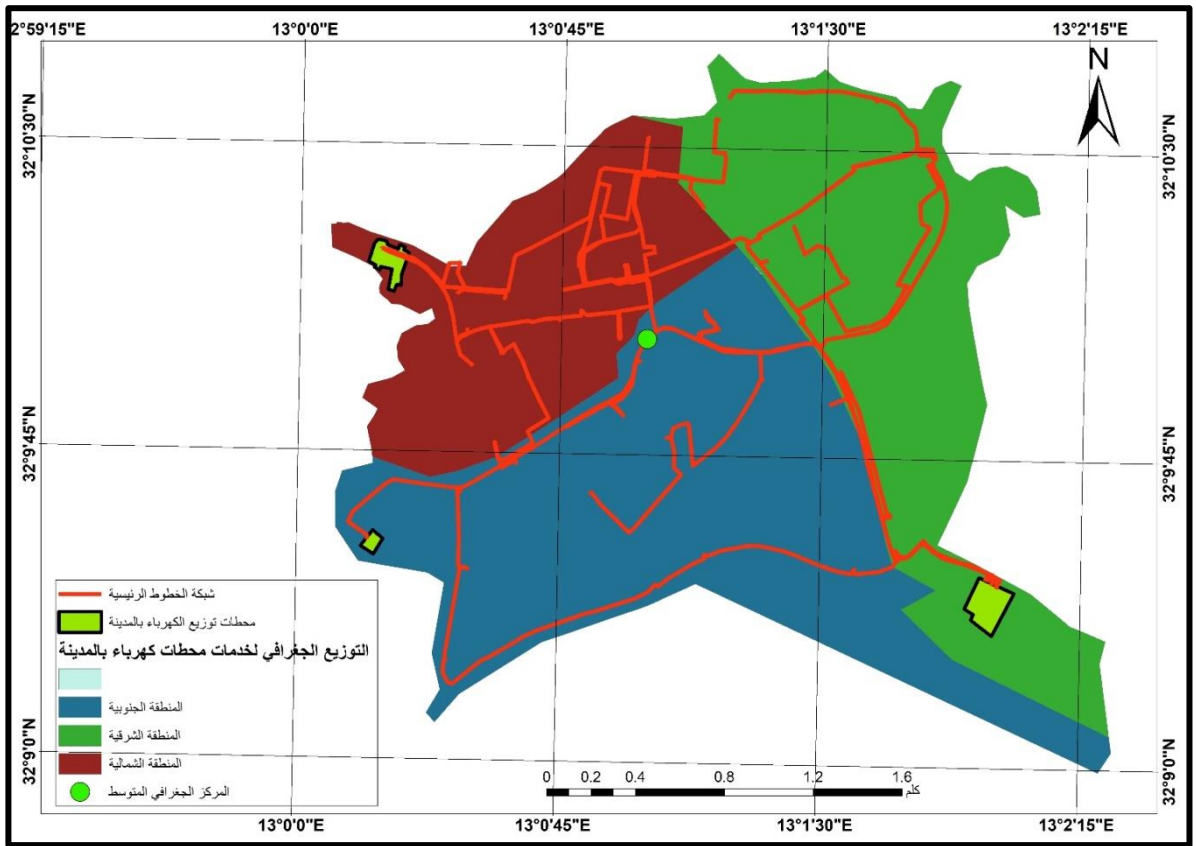 2°59'15"E 13°0'0"E 13°0'45"E 13°1'30"E 13°2'15"E
N
32°10'30"N 32°10'30"N
32°9'45"N 32°9'45"N
شبكة الخطوط الرئيسية
محطات توزيع الكهرباء بالمدينة
التوزيع الجغرافي لخدمات محطات كهرباء بالمدينة
المنطقة الجنوبية
المنطقة الشرقية
المنطقة الشمالية
المركز الجغرافي المتوسط
32°9'0"N 32°9'0"N
0 0.2 0.4 0.8 1.2 1.6
كلم
13°0'0"E 13°0'45"E 13°1'30"E 13°2'15"E